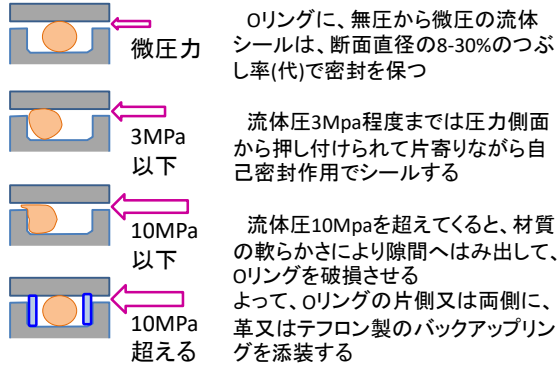 微圧力
Oリングに、無圧から微圧の流体
シールは、断面直径の8-30%のつぶ
し率(代)で密封を保つ
3MPa
以下
流体圧3Mpa程度までは圧力側面
から押し付けられて片寄りながら自
己密封作用でシールする
10MPa
以下
流体圧10Mpaを超えてくると、材質
の軟らかさにより隙間へはみ出して、
Oリングを破損させる
10MPa
超える
よって、Oリングの片側又は両側に、
革又はテフロン製のバックアップリン
グを添装する